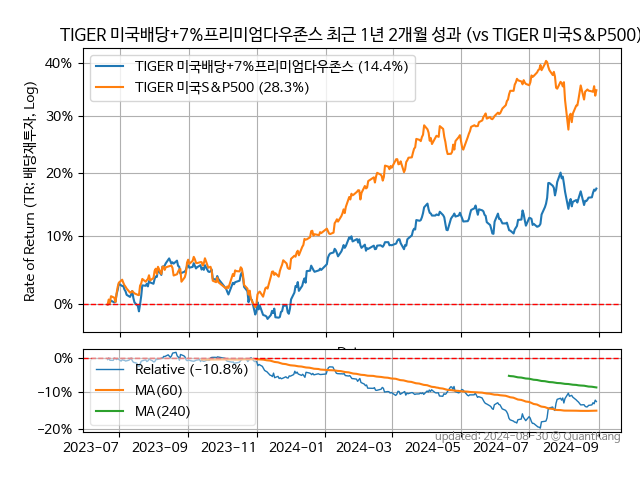 TIGER 미국배당+7%프리미엄다우존스 최근 1년 2개월 성과 (vs TIGER 미국S&P500)
Rate of Return (TR: 배당재투자, Log)
40%
30%
20%
10%
0%
TIGER 미국배당+7%프리미엄다우존스 (14.4%)
TIGER 미국S&P500 (28.3%)
0%
−10%
−20%
Relative (−10.8%)
MA(60)
MA(240)
updated: 2024-08-30 © QuantKang
2023-07
2023-09
2023-11
2024-01
2024-03
2024-05
2024-07
2024-09